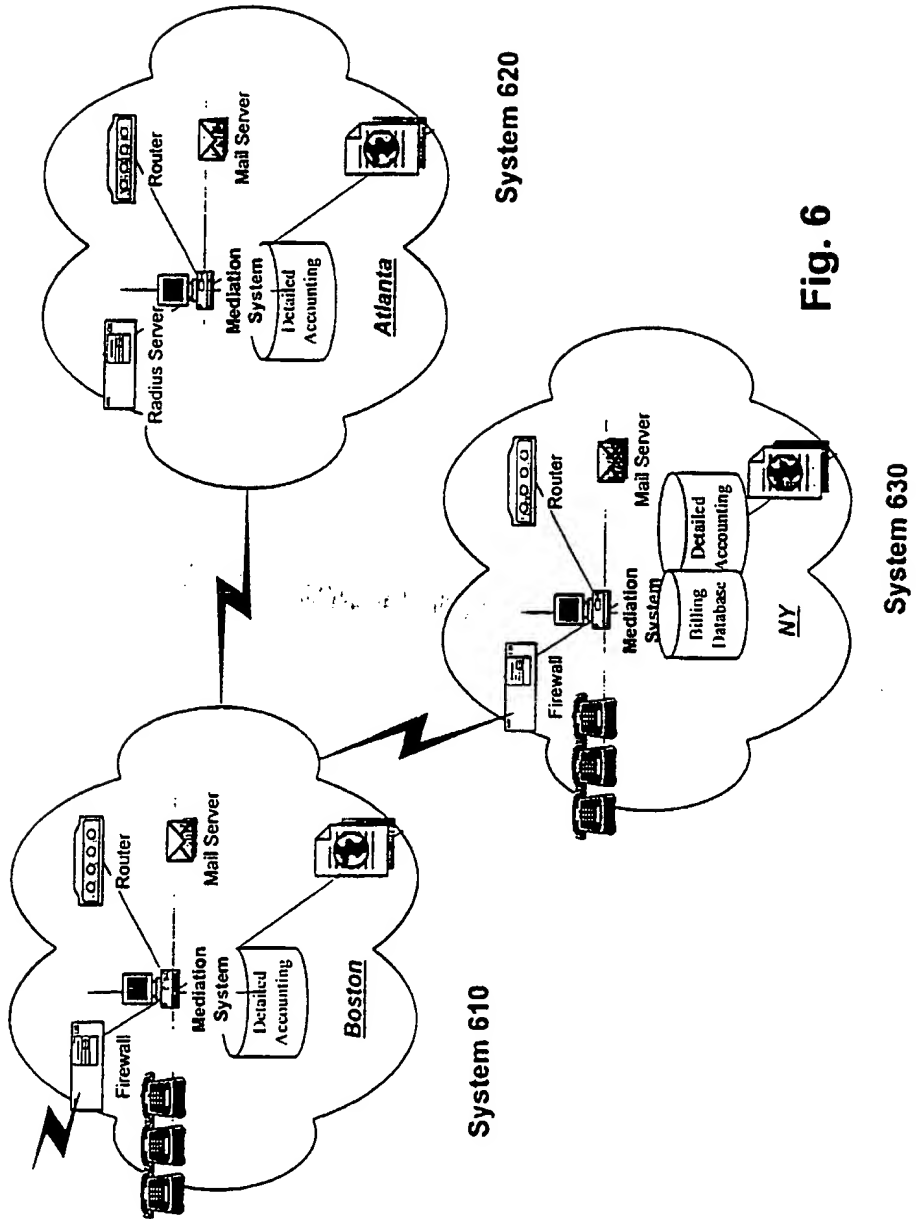 Firewall
Router
Mediation
System
Mail Server
Detailed
Accounting
Boston
System 610
Radius Server
Router
Mediation
System
Mail Server
Detailed
Accounting
Atlanta
System 620
Firewall
Router
Mediation
System
Mail Server
Billing
Database
Detailed
Accounting
NY
System 630
Fig. 6